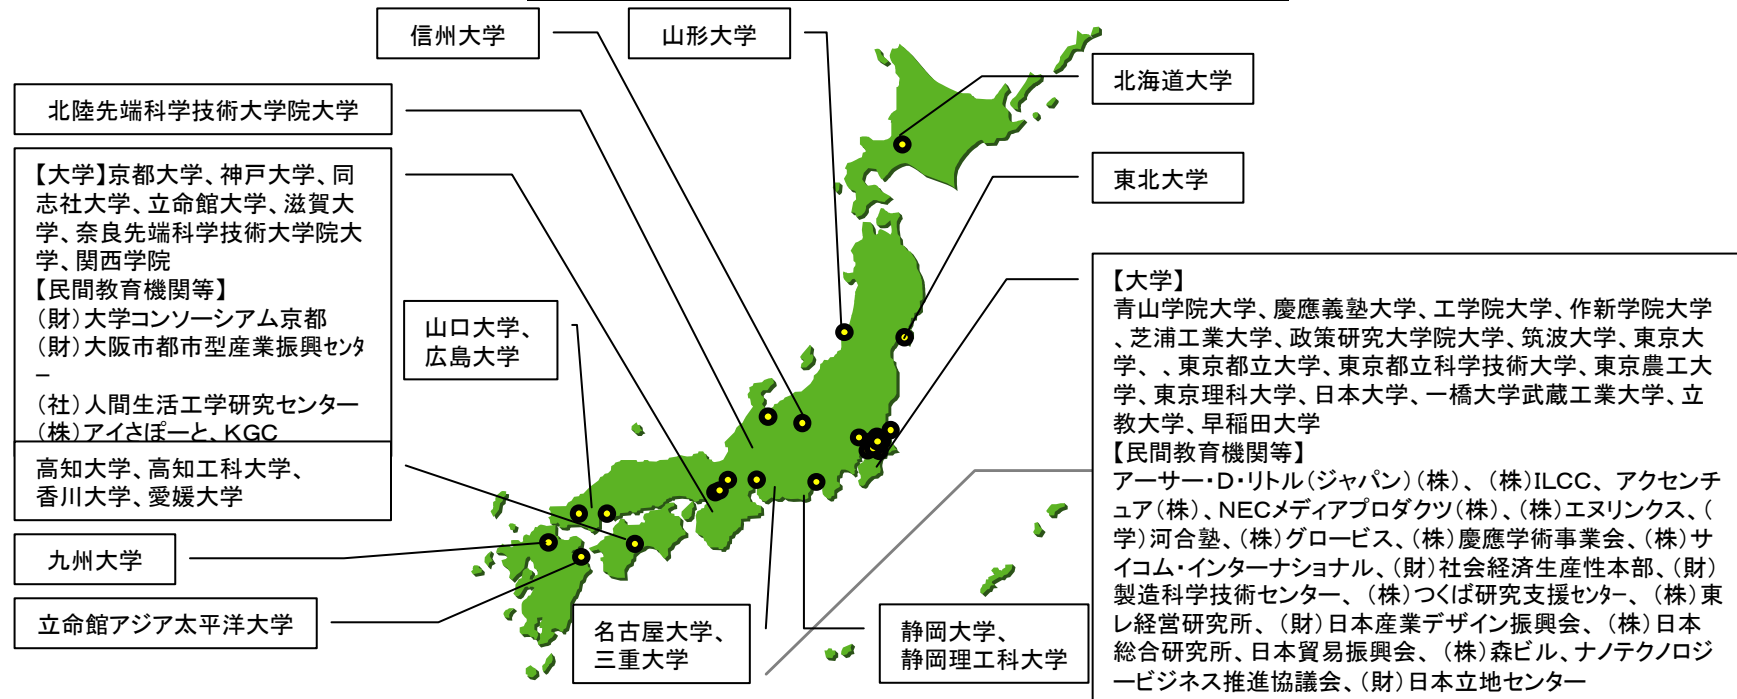 信州大学
山形大学
北海道大学
北陸先端科学技術大学院大学
【大学】京都大学、神戸大学、同
志社大学、立命館大学、滋賀大
学、奈良先端科学技術大学院大
学、関西学院
【民間教育機関等】
（財）大学コンソーシアム京都
（財）大阪市都市型産業振興センタ
ー
（社）人間生活工学研究センター
（株）アイさぽーと、KGC
東北大学
山口大学、
広島大学
【大学】
青山学院大学、慶應義塾大学、工学院大学、作新学院大学
、芝浦工業大学、政策研究大学院大学、筑波大学、東京大
学、、東京都立大学、東京都立科学技術大学、東京農工大
学、東京理科大学、日本大学、一橋大学武蔵工業大学、立
教大学、早稲田大学
【民間教育機関等】
アーサー・D・リトル（ジャパン）（株）、（株）ILCC、アクセンチ
ュア（株）、NECメディアプロダクツ（株）、（株）エヌリンクス、（
学）河合塾、（株）グロービス、（株）慶應学術事業会、（株）サ
イコム・インターナショナル、（財）社会経済生産性本部、（財）
製造科学技術センター、（株）つくば研究支援センター、（株）東
レ経営研究所、（財）日本産業デザイン振興会、（株）日本
総合研究所、日本貿易振興会、（株）森ビル、ナノテクノロジ
ービジネス推進協議会、（財）日本立地センター
高知大学、高知工科大学、
香川大学、愛媛大学
九州大学
立命館アジア太平洋大学
名古屋大学、
三重大学
静岡大学、
静岡理工科大学